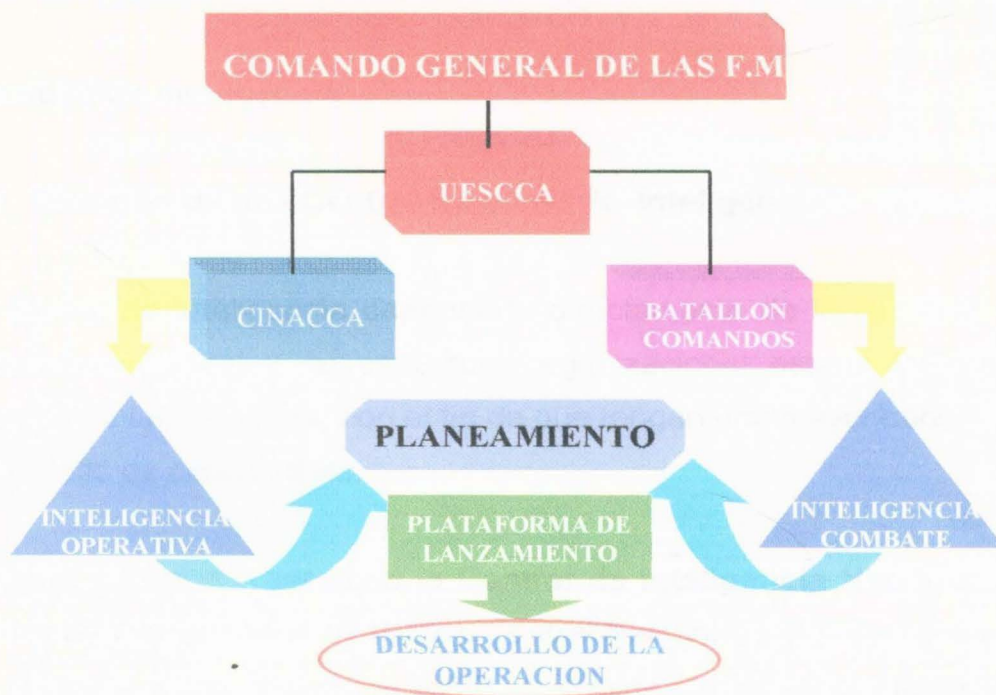 COMANDO GENERAL DE LAS F.M
UESCCA
CINACCA
BATALLON
COMANDOS
PLANEAMIENTO
INTELIGENCIA
OPERATIVA
PLATAFORMA DE
LANZAMIENTO
INTELIGENCIA
COMBATE
DESARROLLO DE LA
OPERACION